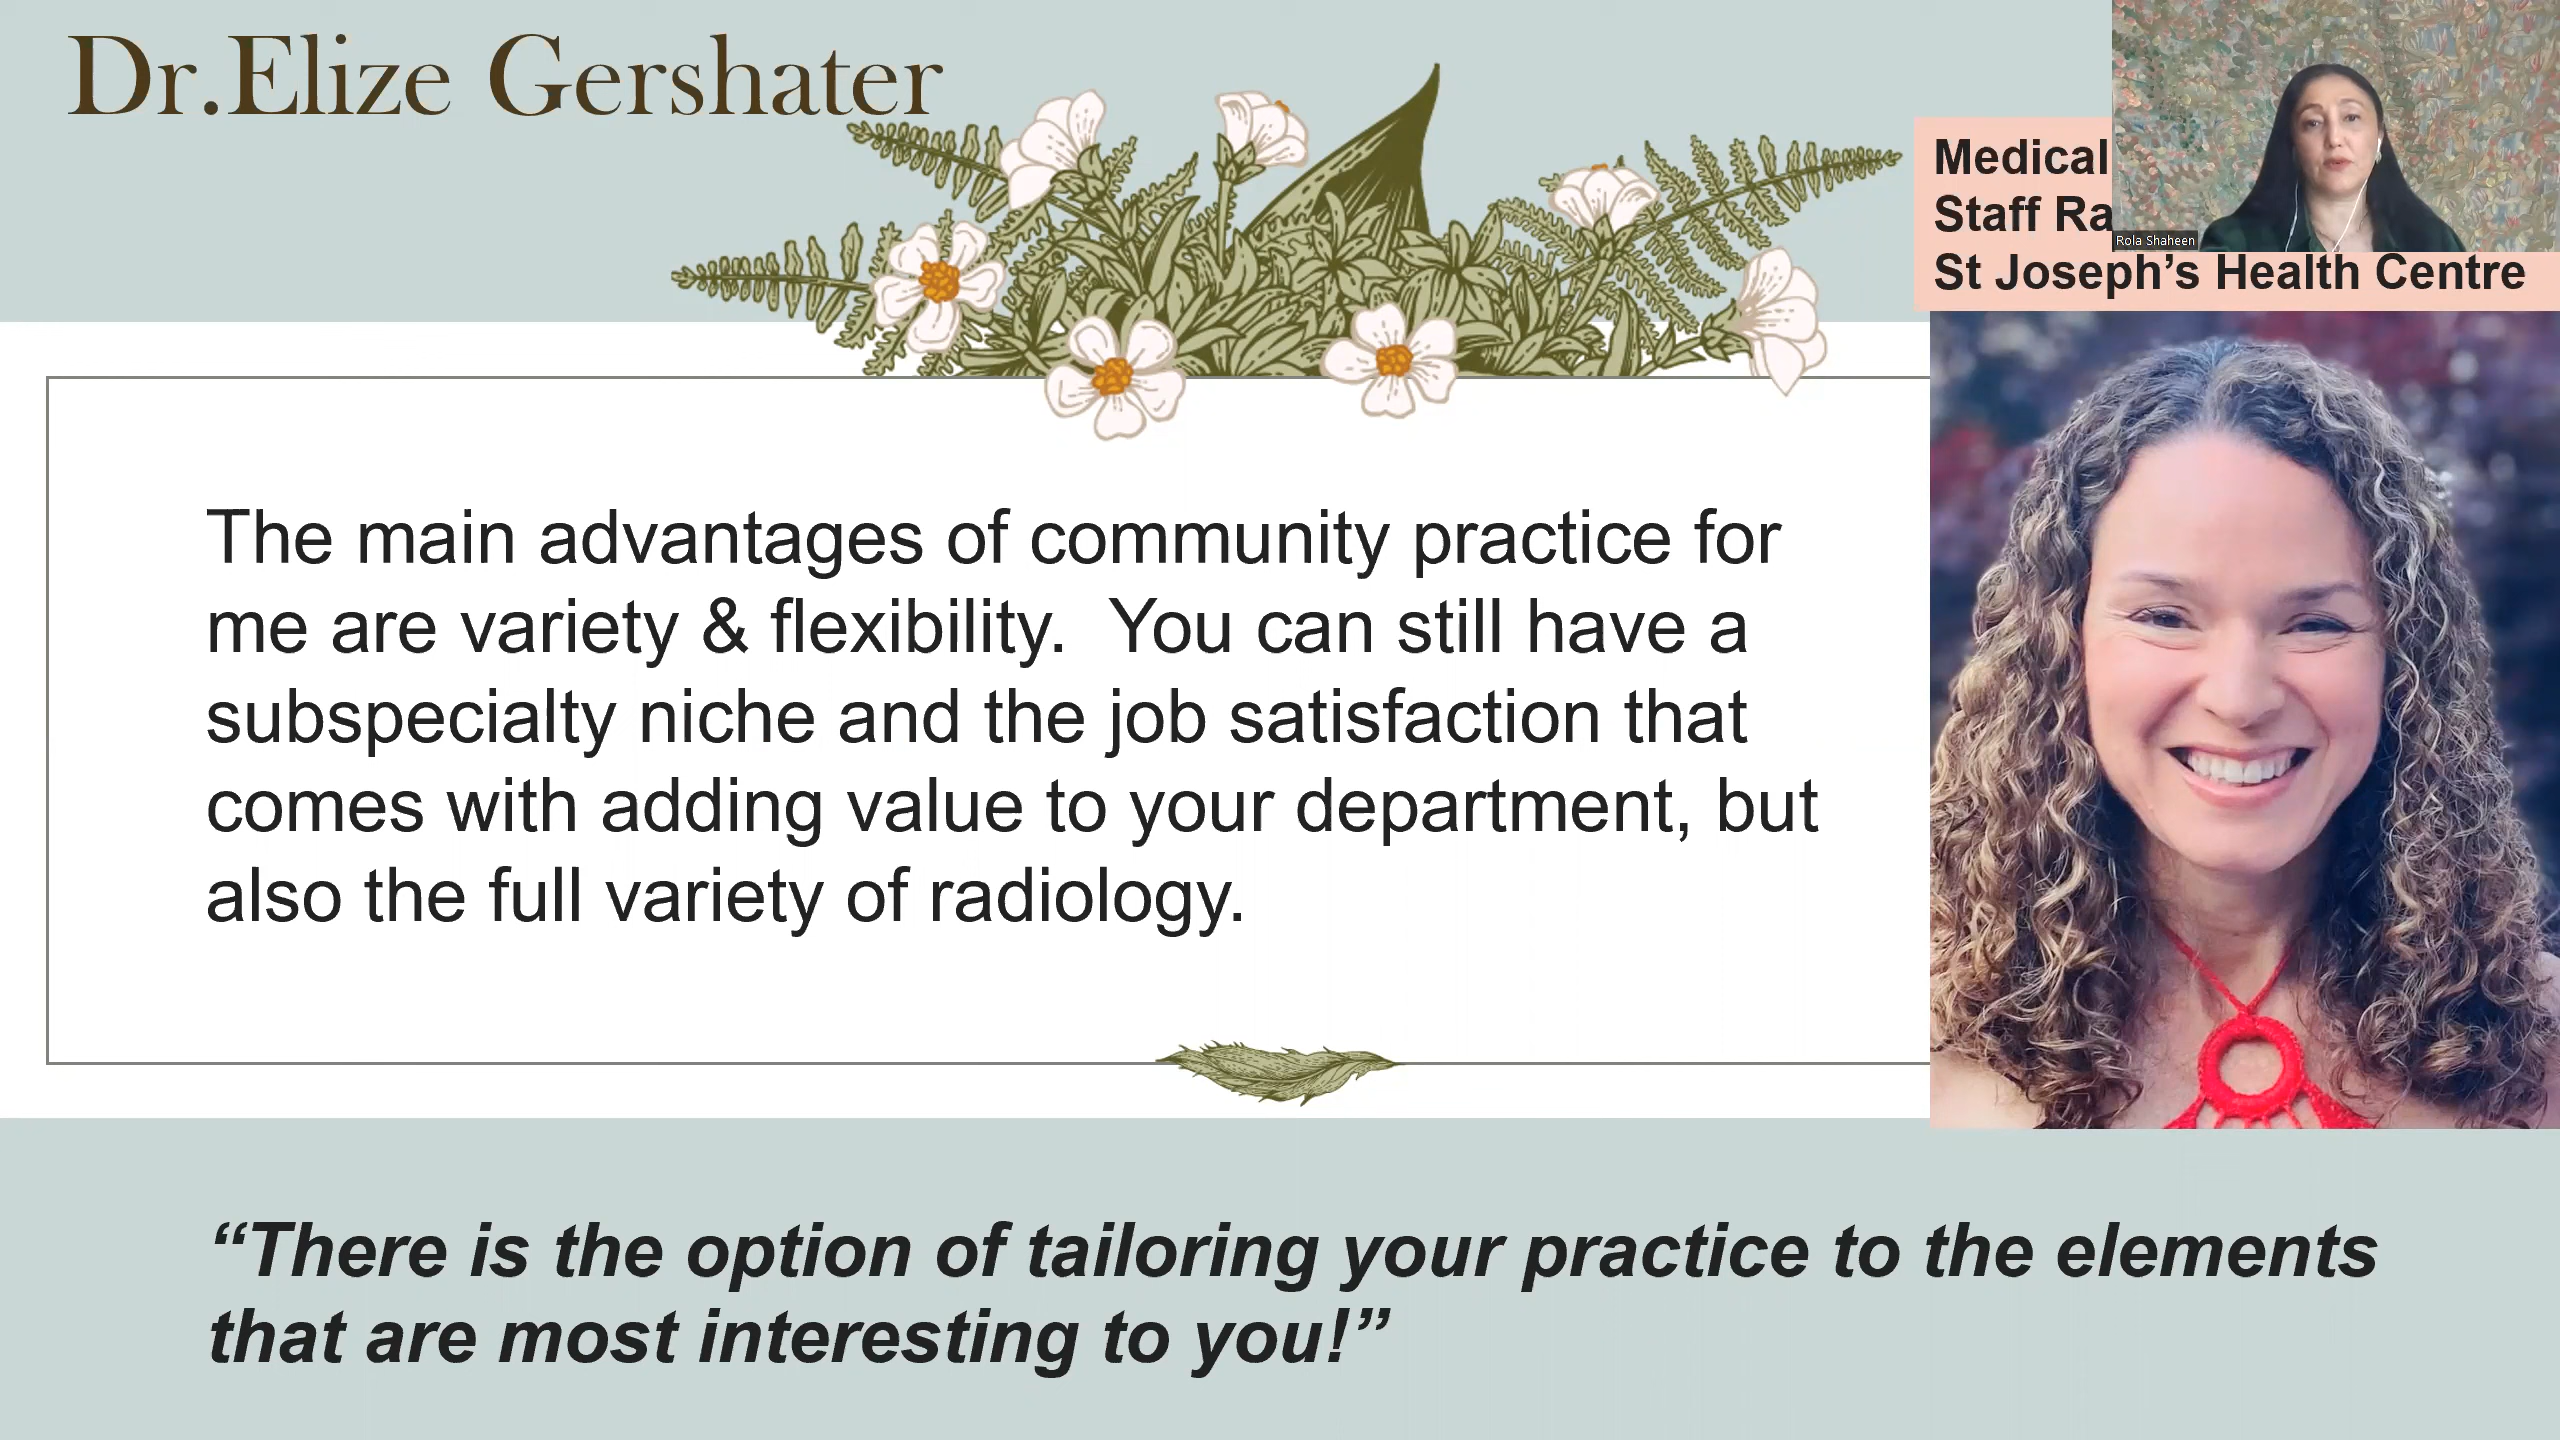 Dr.Elize Gershater
Medical
Staff
St Joseph’s Health Centre
Rola Shaheen
The main advantages of community practice for
me are variety & flexibility.  You can still have a
subspecialty niche and the job satisfaction that
comes with adding value to your department, but
also the full variety of radiology.
“There is the option of tailoring your practice to the elements
that are most interesting to you!”